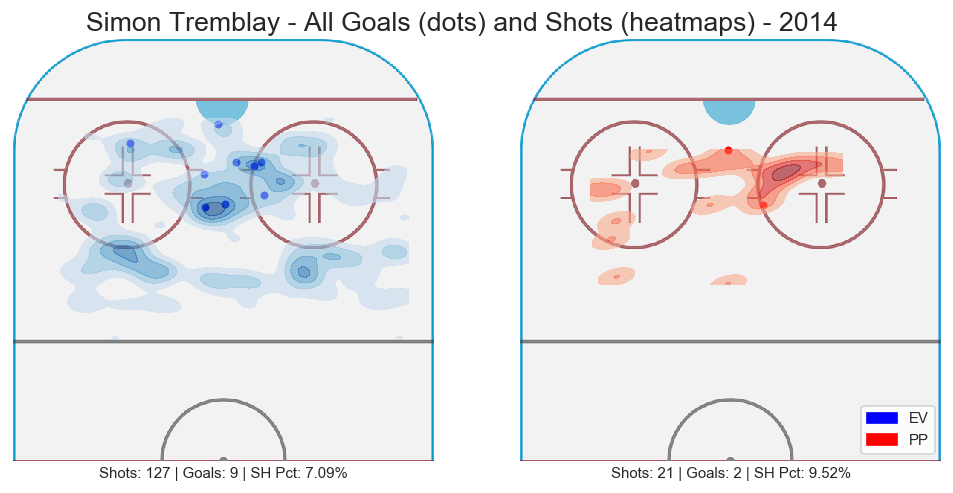 Simon Tremblay - All Goals (dots) and Shots (heatmaps) - 2014
EV
PP
Shots: 127 | Goals: 9 | SH Pct: 7.09%
Shots: 21 | Goals: 2 | SH Pct: 9.52%